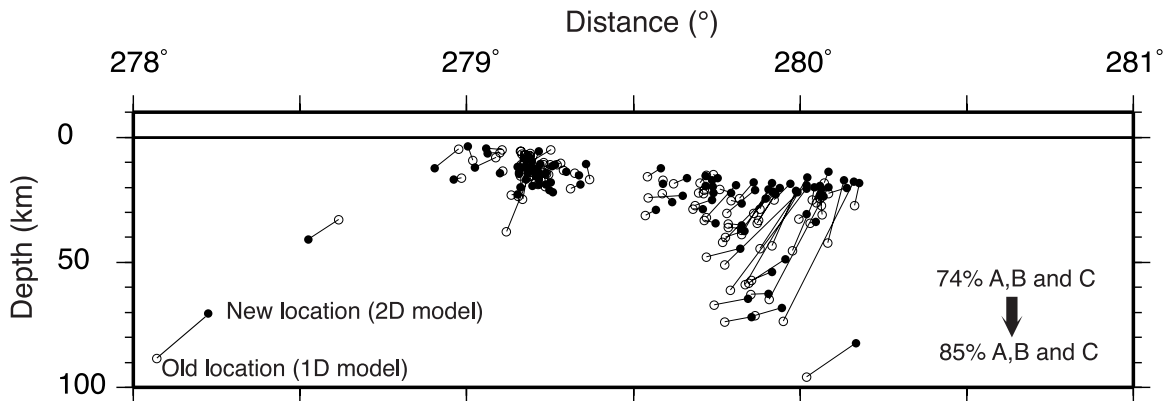 Distance (°)
278° 279° 280° 281°
0
50
100
Depth (km)
New location (2D model)
Old location (1D model)
74% A,B and C
85% A,B and C